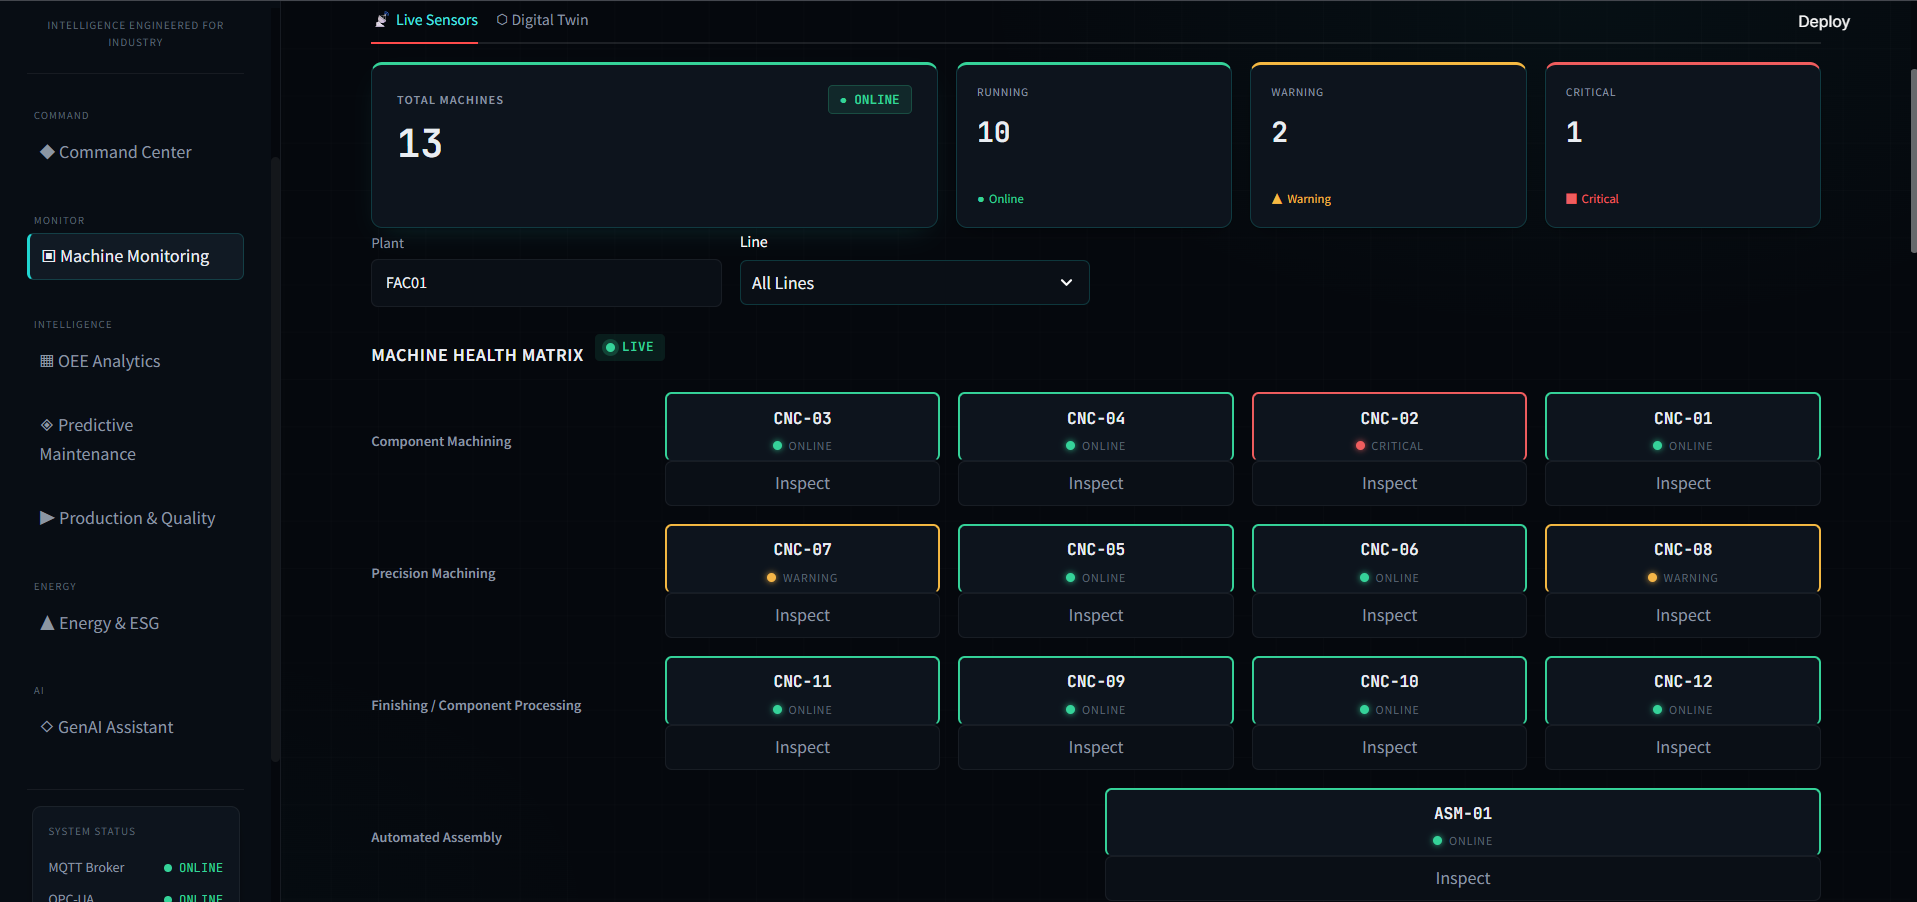 INTELLIGENCE ENGINEERED FOR
INDUSTRY
COMMAND
Command Center
MONITOR
Machine Monitoring
INTELLIGENCE
OEE Analytics
Predictive
Maintenance
Production & Quality
ENERGY
Energy & ESG
AI
GenAI Assistant
SYSTEM STATUS
MQTT Broker ONLINE
OPC-UA ONLINE
Live Sensors Digital Twin
Deploy
TOTAL MACHINES
ONLINE
13
RUNNING
10
Online
WARNING
2
Warning
CRITICAL
1
Critical
Plant
FAC01
Line
All Lines
MACHINE HEALTH MATRIX LIVE
Component Machining
CNC-03
ONLINE
Inspect
CNC-04
ONLINE
Inspect
CNC-02
CRITICAL
Inspect
CNC-01
ONLINE
Inspect
Precision Machining
CNC-07
WARNING
Inspect
CNC-05
ONLINE
Inspect
CNC-06
ONLINE
Inspect
CNC-08
WARNING
Inspect
Finishing / Component Processing
CNC-11
ONLINE
Inspect
CNC-09
ONLINE
Inspect
CNC-10
ONLINE
Inspect
CNC-12
ONLINE
Inspect
Automated Assembly
ASM-01
ONLINE
Inspect